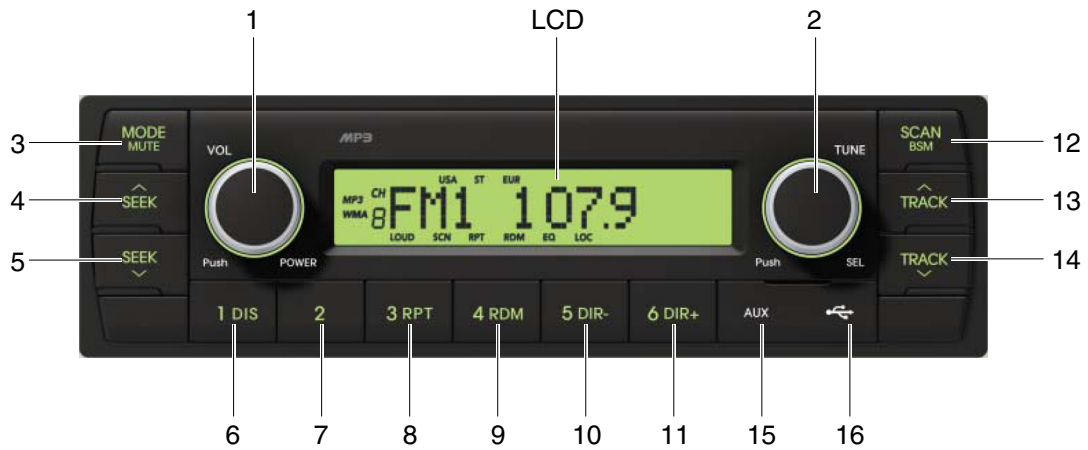 1 LCD 2
MODE
MUTE
VOL
MP3
TUNE
SCAN
BSM
3
12
SEEK
4
TRACK
13
USA ST EUR
MP3 CH
WMA 8 FM1 107.9
LOUD SCN RPT RDM EQ LOC
SEEK
5
TRACK
14
Push POWER
Push SEL
1 DIS 2 3 RPT 4 RDM 5 DIR- 6 DIR+ AUX
6 7 8 9 10 11 15 16